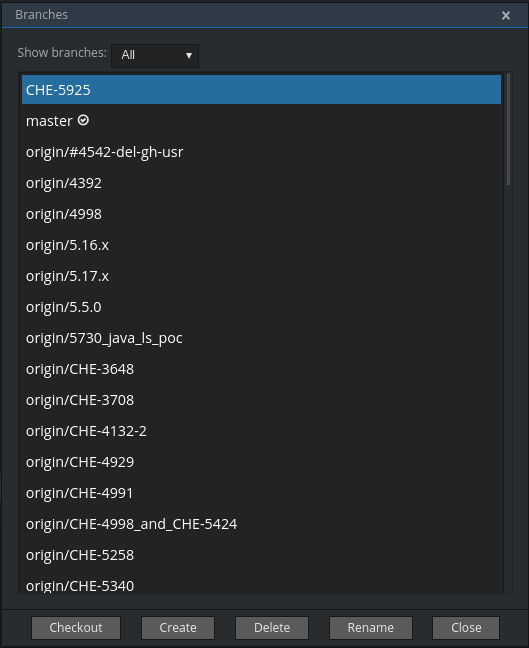 Branches
Show branches: All
CHE-5925
master
origin/#4542-del-gh-usr
origin/4392
origin/4998
origin/5.16.x
origin/5.17.x
origin/5.5.0
origin/5730_java_ls_poc
origin/CHE-3648
origin/CHE-3708
origin/CHE-4132-2
origin/CHE-4929
origin/CHE-4991
origin/CHE-4998_and_CHE-5424
origin/CHE-5258
origin/CHE-5340
Checkout Create Delete Rename Close